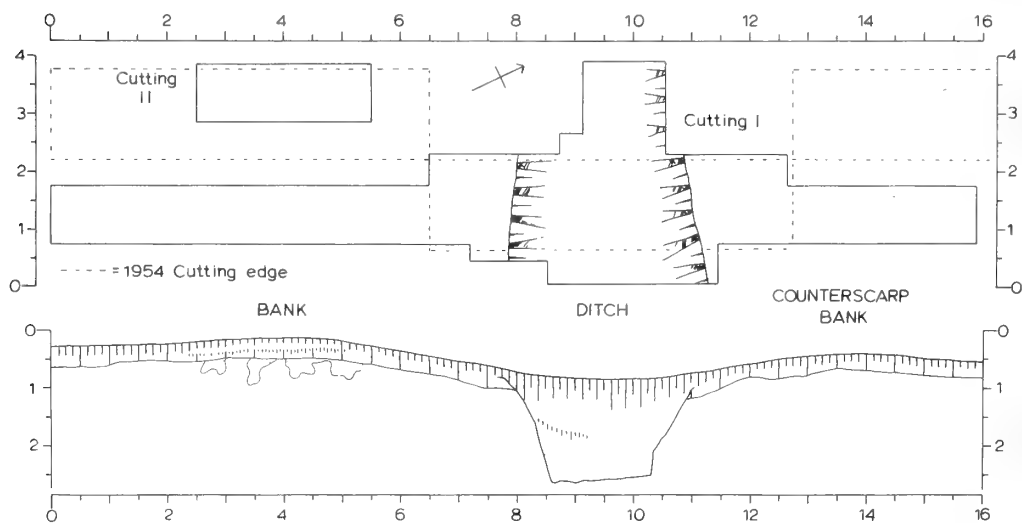 0 2 4 6 8 10 12 14 16
4 4
Cutting
II
3 3
Cutting I
2 2
1 1
---- = 1954 Cutting edge
0 0
BANK DITCH COUNTERSCARP
BANK
0 0
1 1
2 2
0 2 4 6 8 10 12 14 16